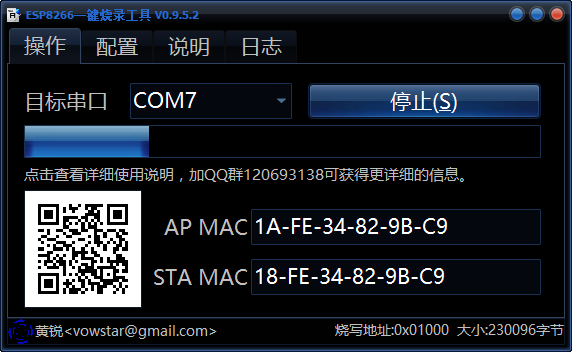 ESP8266一键烧录工具 V0.9.5.2
操作 配置 说明 日志
目标串口 COM7 停止(S)
点击查看详细使用说明，加QQ群120693138可获得更详细的信息。
AP MAC 1A-FE-34-82-9B-C9
STA MAC 18-FE-34-82-9B-C9
黄锐<vowstar@gmail.com> 烧写地址:0x01000 大小:230096字节